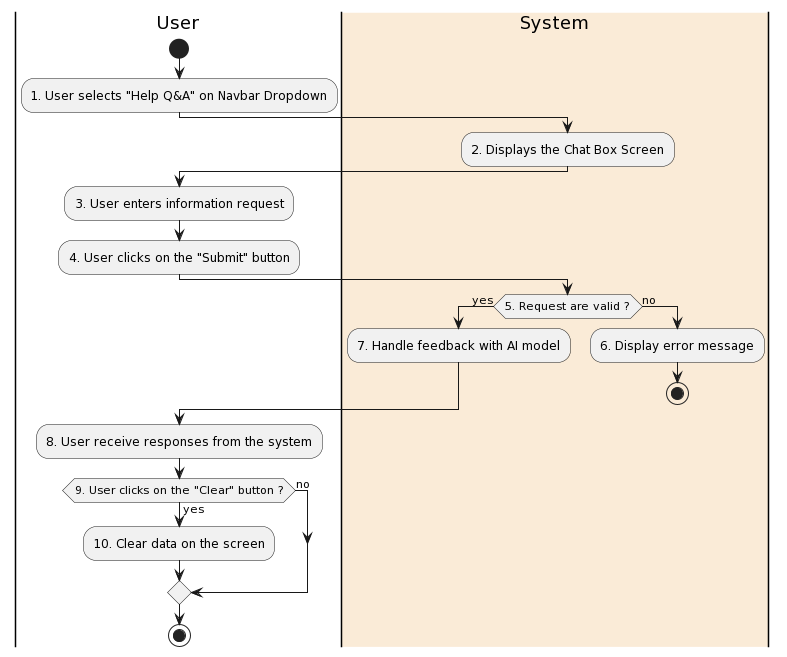 User
System
1. User selects "Help Q&A" on Navbar Dropdown
2. Displays the Chat Box Screen
3. User enters information request
4. User clicks on the "Submit" button
5. Request are valid ?
yes
no
7. Handle feedback with AI model
6. Display error message
8. User receive responses from the system
9. User clicks on the "Clear" button ?
no
yes
10. Clear data on the screen